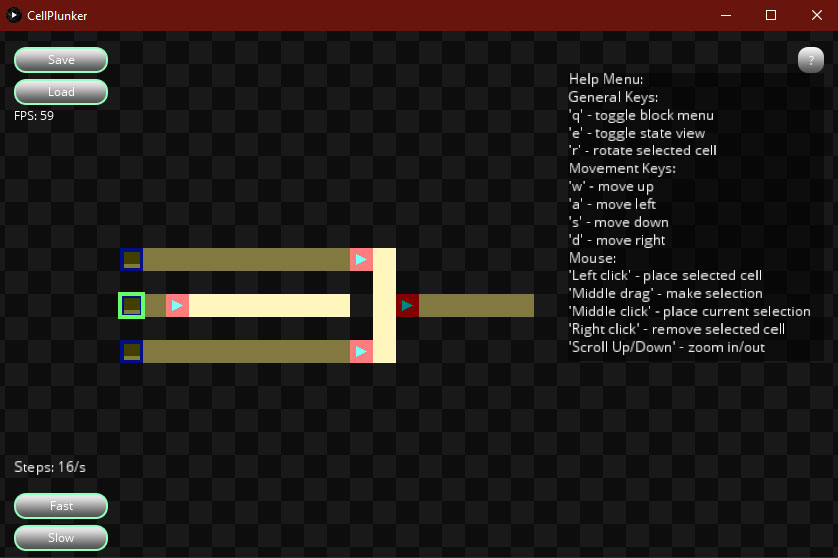 CellPlunker
Save
Load
FPS: 59
?
Help Menu:
General Keys:
'q' - toggle block menu
'e' - toggle state view
'r' - rotate selected cell
Movement Keys:
'w' - move up
'a' - move left
's' - move down
'd' - move right
Mouse:
'Left click' - place selected cell
'Middle drag' - make selection
'Middle click' - place current selection
'Right click' - remove selected cell
'Scroll Up/Down' - zoom in/out
Steps: 16/s
Fast
Slow